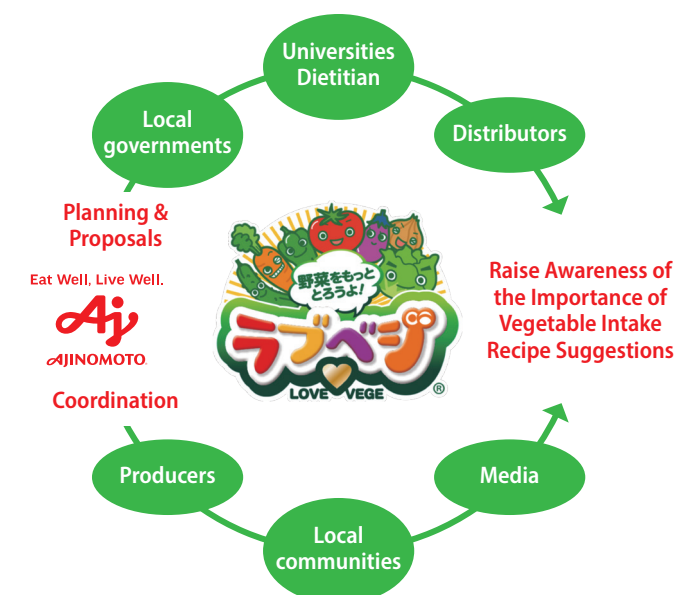 Universities
Dietitian
Local
governments
Distributors
Planning &
Proposals
Eat Well, Live Well.
Aj
AJINOMOTO
Coordination
野菜をもっと
とろうよ!
ラブベジ
LOVE VEGE
®
Raise Awareness of
the Importance of
Vegetable Intake
Recipe Suggestions
Producers
Media
Local
communities